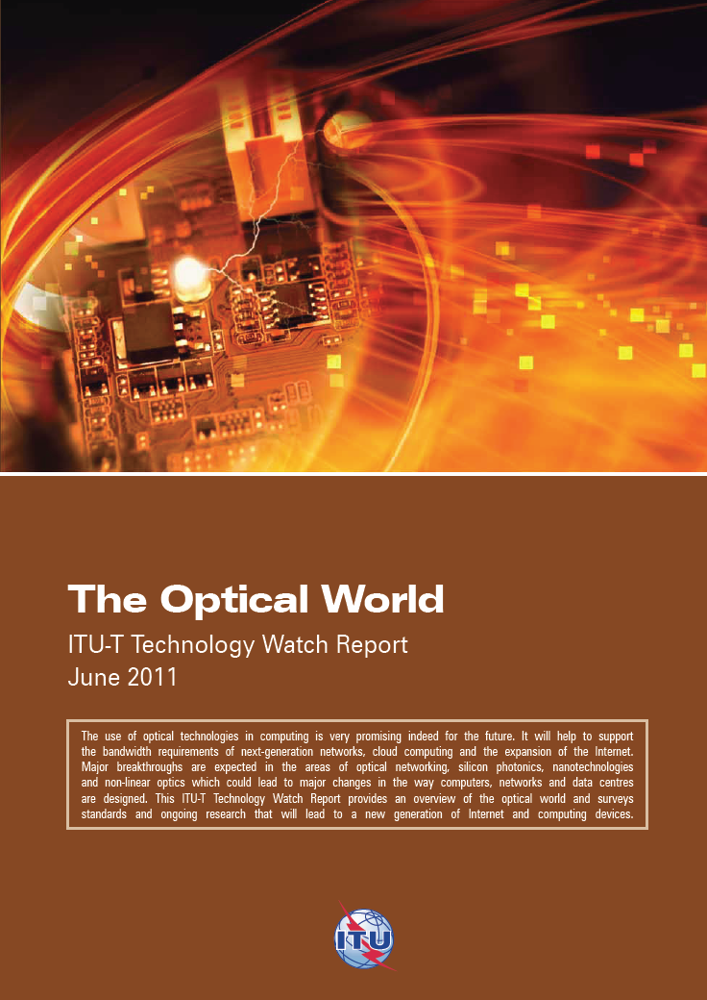 The Optical World
ITU-T Technology Watch Report
June 2011
The use of optical technologies in computing is very promising indeed for the future. It will help to support
the bandwidth requirements of next-generation networks, cloud computing and the expansion of the Internet.
Major breakthroughs are expected in the areas of optical networking, silicon photonics, nanotechnologies
and non-linear optics which could lead to major changes in the way computers, networks and data centres
are designed. This ITU-T Technology Watch Report provides an overview of the optical world and surveys
standards and ongoing research that will lead to a new generation of Internet and computing devices.
ITU